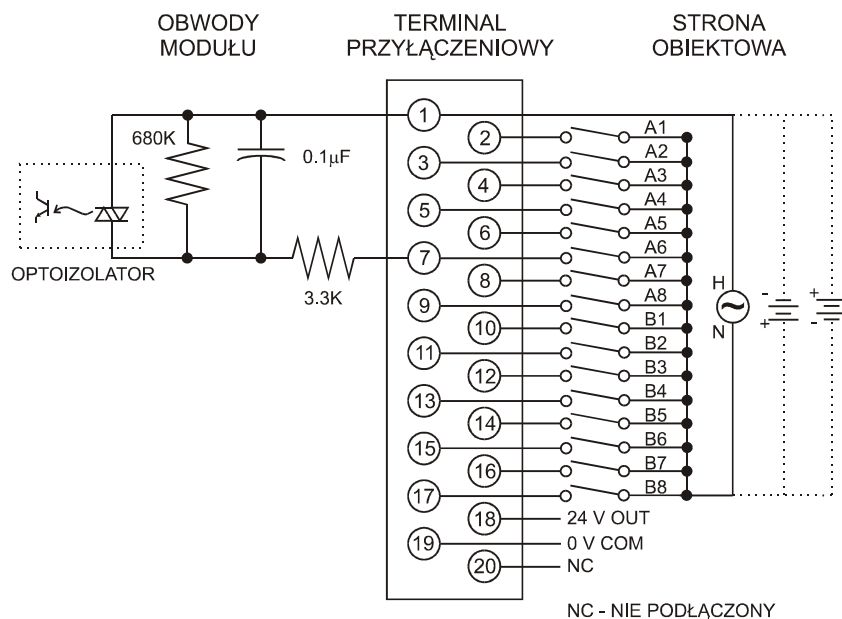 OBWODY
MODUŁU
TERMINAL
PRZYŁĄCZENIOWY
STRONA
OBIEKTOWA
680K
0.1µF
OPTOIZOLATOR
3.3K
1
2
3
4
5
6
7
8
9
10
11
12
13
14
15
16
17
18
19
20
A1
A2
A3
A4
A5
A6
A7
A8
B1
B2
B3
B4
B5
B6
B7
B8
24 V OUT
0 V COM
NC
H
N
-
+
+
-
NC - NIE PODŁĄCZONY